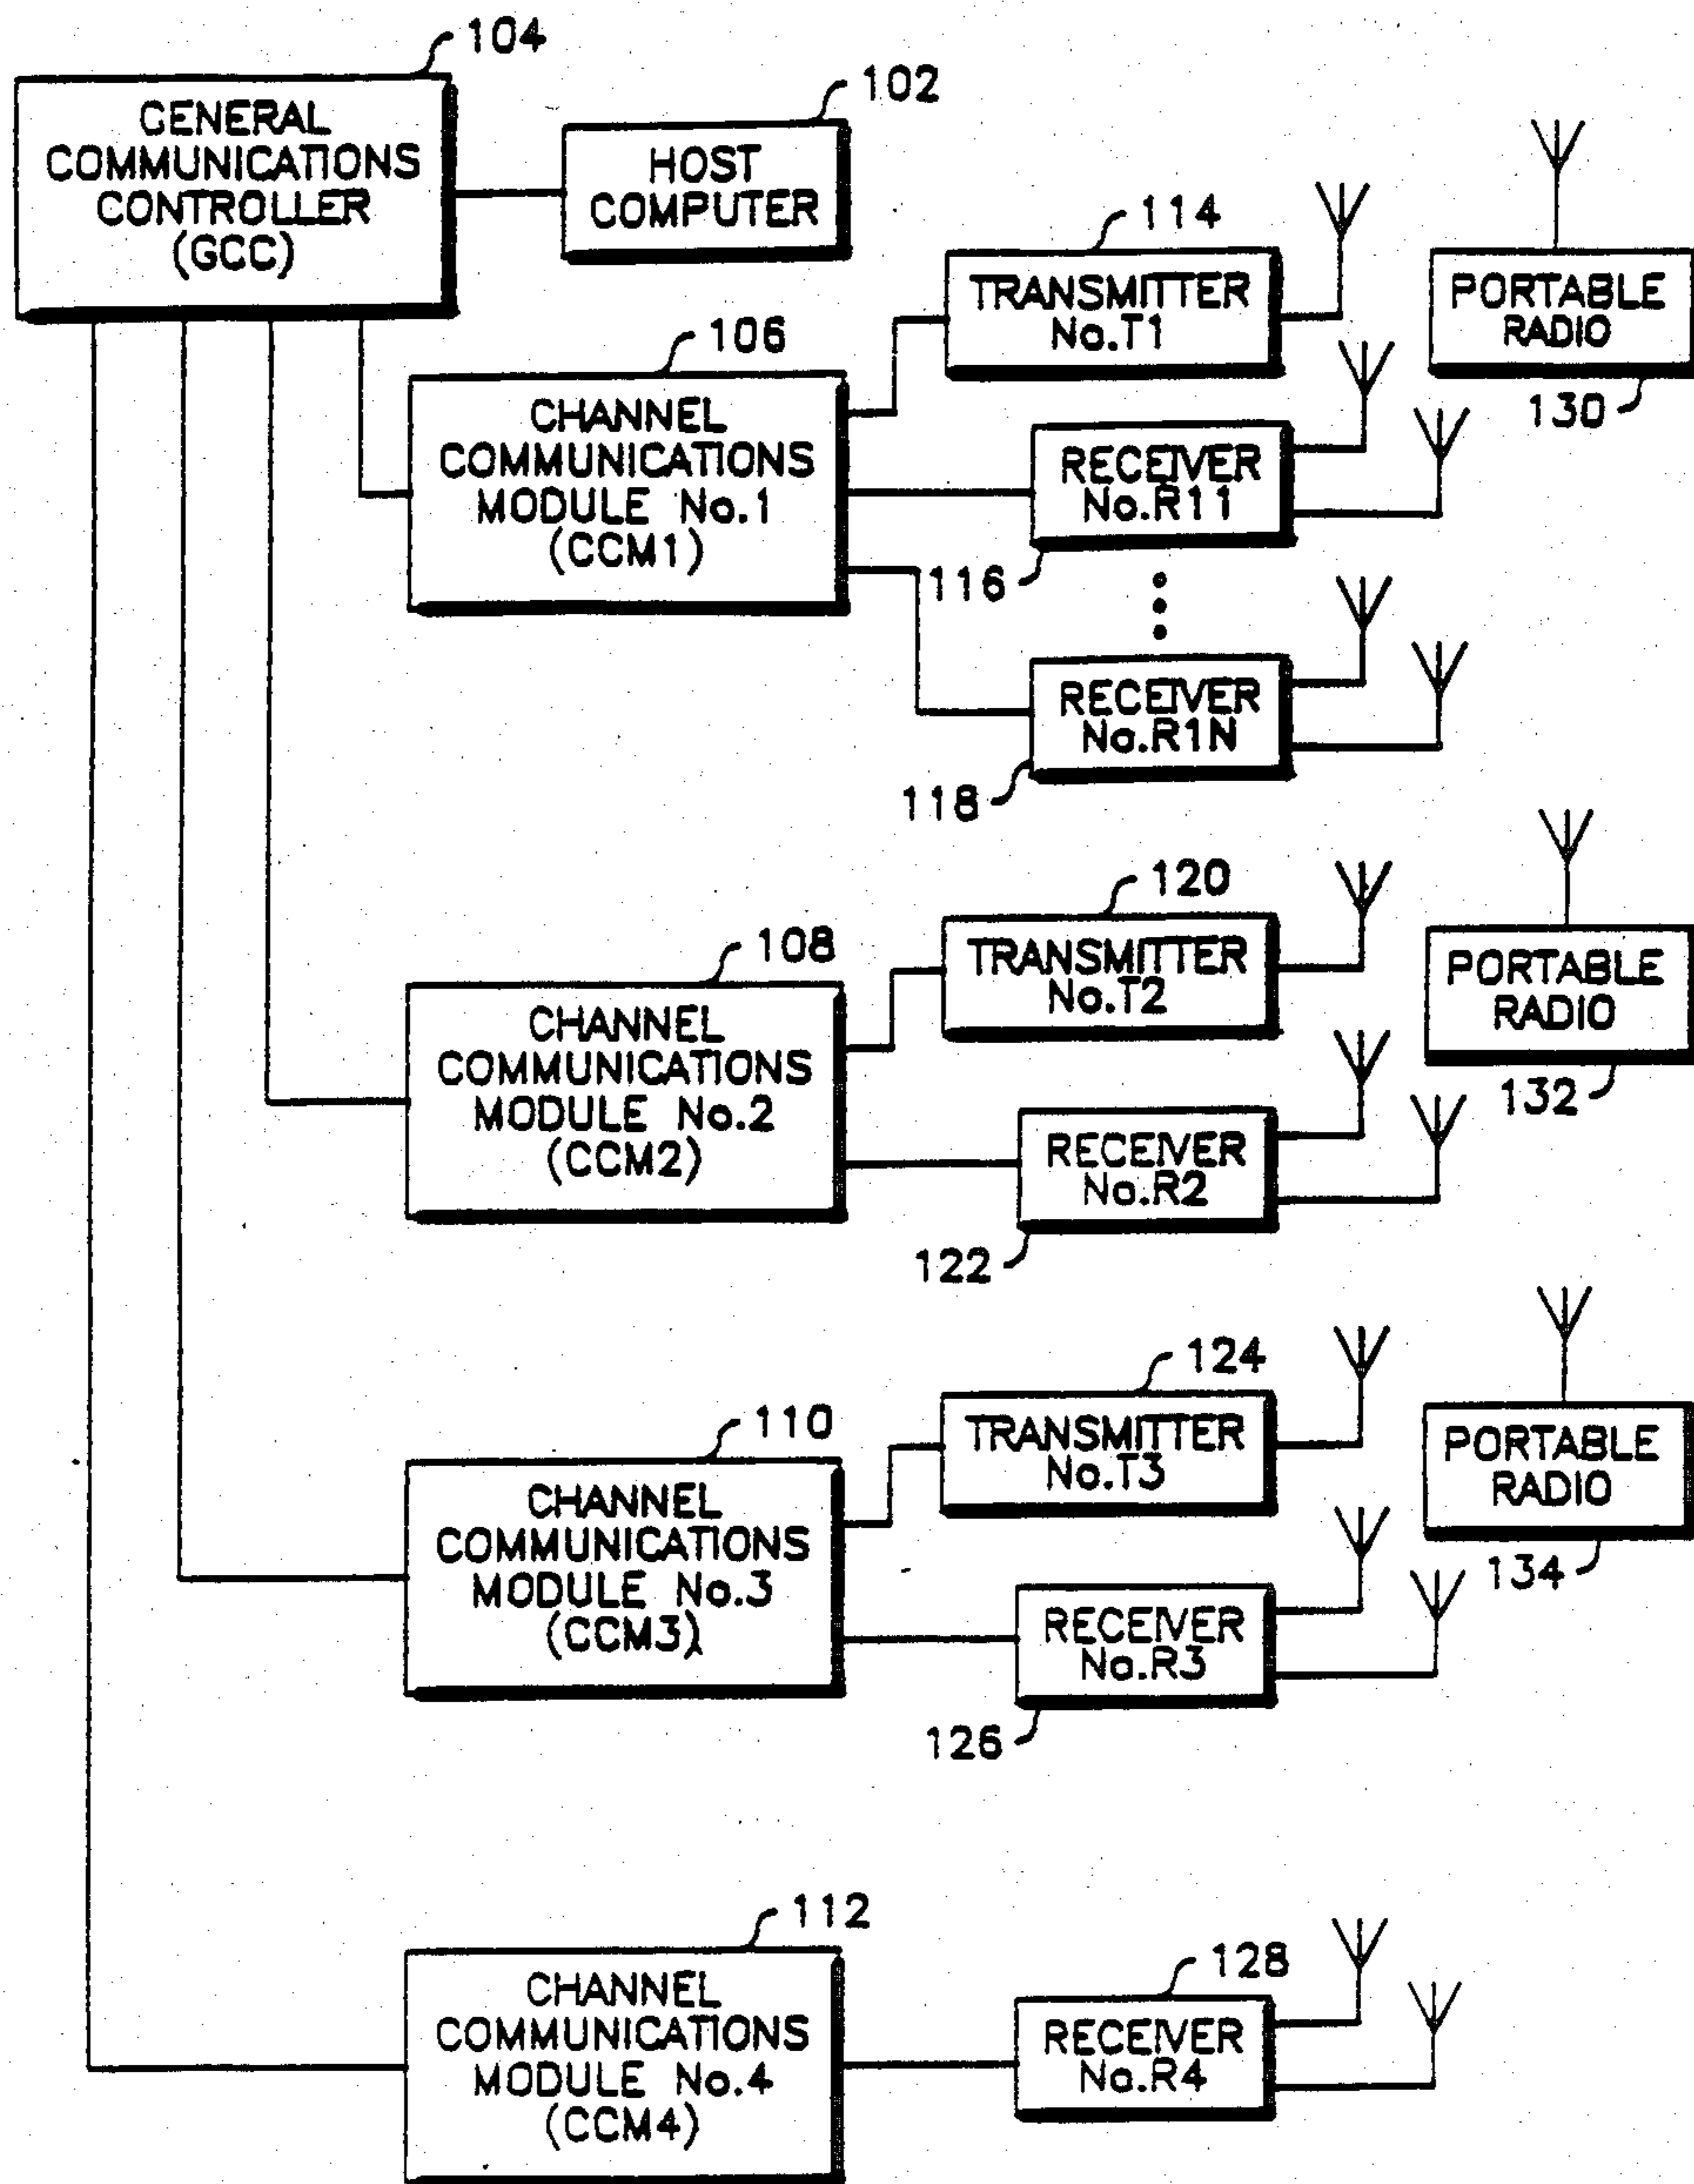 104
GENERAL
COMMUNICATIONS
CONTROLLER
(GCC)
102
HOST
COMPUTER
114
TRANSMITTER
No.T1
PORTABLE
RADIO
130
106
CHANNEL
COMMUNICATIONS
MODULE No.1
(CCM1)
RECEIVER
No.R11
116
RECEIVER
No.R1N
118
120
TRANSMITTER
No.T2
PORTABLE
RADIO
132
108
CHANNEL
COMMUNICATIONS
MODULE No.2
(CCM2)
RECEIVER
No.R2
122
124
TRANSMITTER
No.T3
PORTABLE
RADIO
134
110
CHANNEL
COMMUNICATIONS
MODULE No.3
(CCM3)
RECEIVER
No.R3
126
112
CHANNEL
COMMUNICATIONS
MODULE No.4
(CCM4)
128
RECEIVER
No.R4